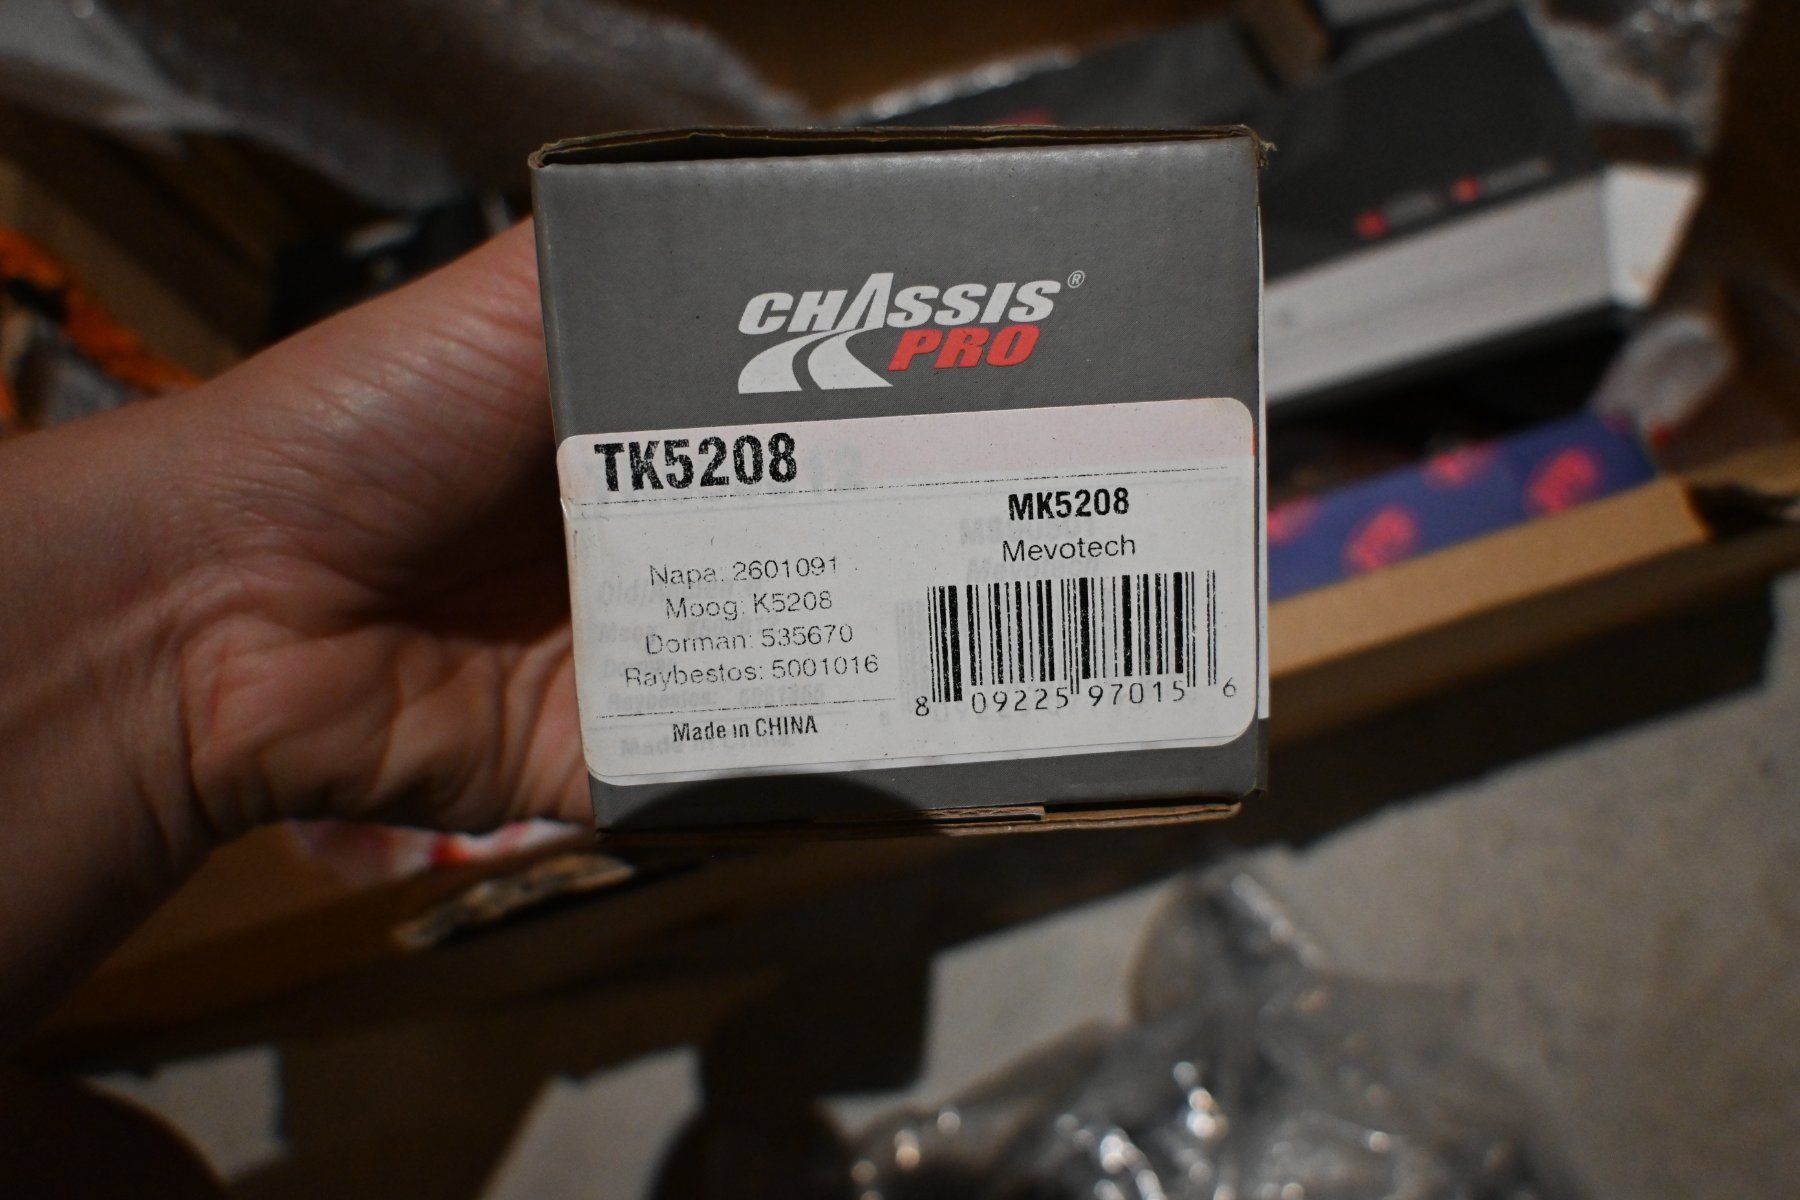 CHASSIS®
PRO
TK5208
MK5208
Mevotech
Napa: 2601091
Moog: K5208
Dorman: 535670
Raybestos: 5001016
Made in CHINA
8 09225 97015 6